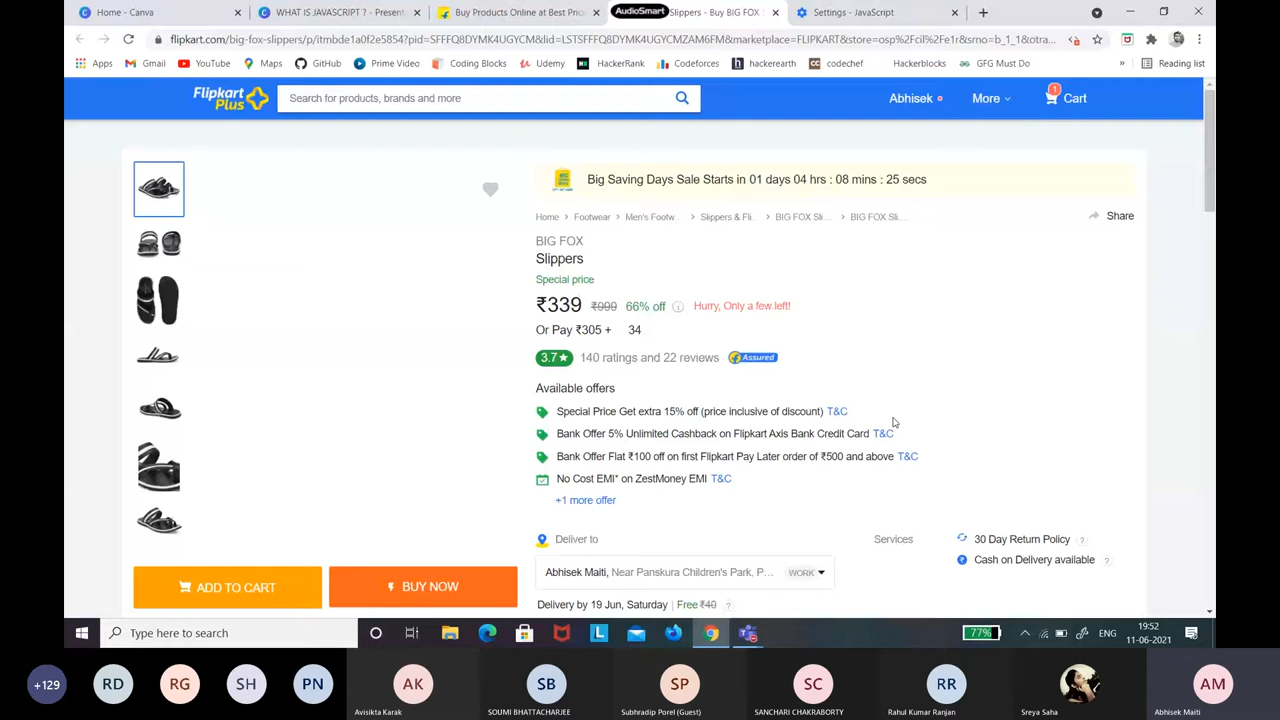 Home - Canva
WHAT IS JAVASCRIPT ? - Present
Buy Products Online at Best Price
AudioSmart
Slippers - Buy BIG FOX
Settings - JavaScript
flipkart.com/big-fox-slippers/p/itmbde1a0f2e5854?pid=SFFFQ8DYMK4UGYCM&lid=LSTSFFFQ8DYMK4UGYCMZAM6FM&marketplace=FLIPKART&store=osp%2Fcil%2Fe1r&srno=b_1_1&otra...
Apps Gmail YouTube Maps GitHub Prime Video Coding Blocks Udemy HackerRank Codeforces hackerearth codechef Hackerblocks GFG Must Do » Reading list
Flipkart
Plus
Search for products, brands and more
Abhisek
More
1
Cart
Big Saving Days Sale Starts in 01 days 04 hrs : 08 mins : 25 secs
Home > Footwear > Men's Footw... > Slippers & Fli... > BIG FOX Sli... > BIG FOX Sli...
Share
BIG FOX
Slippers
Special price
₹339 ₹999 66% off i Hurry, Only a few left!
Or Pay ₹305 + 34
3.7★ 140 ratings and 22 reviews Assured
Available offers
Special Price Get extra 15% off (price inclusive of discount) T&C
Bank Offer 5% Unlimited Cashback on Flipkart Axis Bank Credit Card T&C
Bank Offer Flat ₹100 off on first Flipkart Pay Later order of ₹500 and above T&C
No Cost EMI* on ZestMoney EMI T&C
+1 more offer
Deliver to
Services
30 Day Return Policy ?
Cash on Delivery available ?
Abhisek Maiti, Near Panskura Children's Park, P... WORK
ADD TO CART
BUY NOW
Delivery by 19 Jun, Saturday | Free ₹40 ?
Type here to search
77%
ENG
19:52
11-06-2021
+129
RD
RG
SH
PN
AK
SB
SP
SC
RR
AM
Avisikta Karak
SOUMI BHATTACHARJEE
Subhradip Porel (Guest)
SANCHARI CHAKRABORTY
Rahul Kumar Ranjan
Sreya Saha
Abhisek Maiti